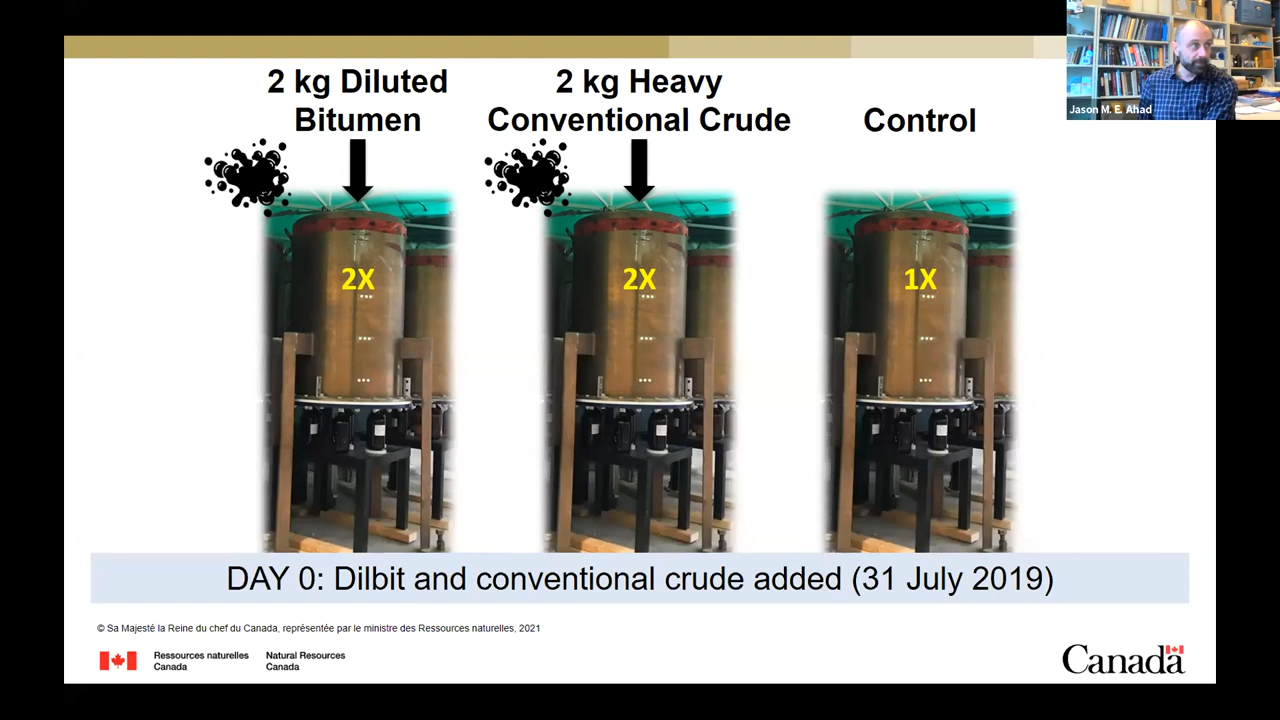 2 kg Diluted
Bitumen
2 kg Heavy
Conventional Crude
Control
Jason M. E. Ahad
2X
2X
1X
DAY 0: Dilbit and conventional crude added (31 July 2019)
© Sa Majesté la Reine du chef du Canada, représentée par le ministre des Ressources naturelles, 2021
Ressources naturelles
Canada
Natural Resources
Canada
Canada